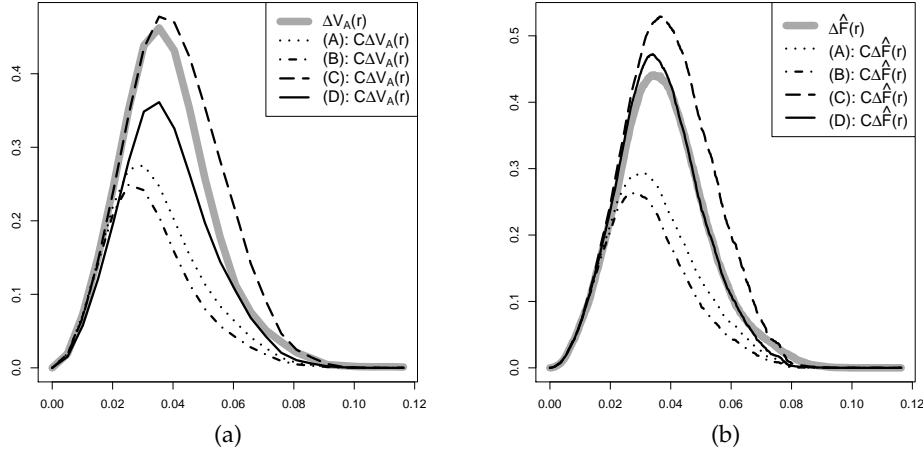 0.4
0.3
0.2
0.1
0.0
0.00 0.02 0.04 0.06 0.08 0.10 0.12
ΔV_A(r)
(A): CΔV_A(r)
(B): CΔV_A(r)
(C): CΔV_A(r)
(D): CΔV_A(r)
(a)
0.5
0.4
0.3
0.2
0.1
0.0
0.00 0.02 0.04 0.06 0.08 0.10 0.12
ΔF̂(r)
(A): CΔF̂(r)
(B): CΔF̂(r)
(C): CΔF̂(r)
(D): CΔF̂(r)
(b)